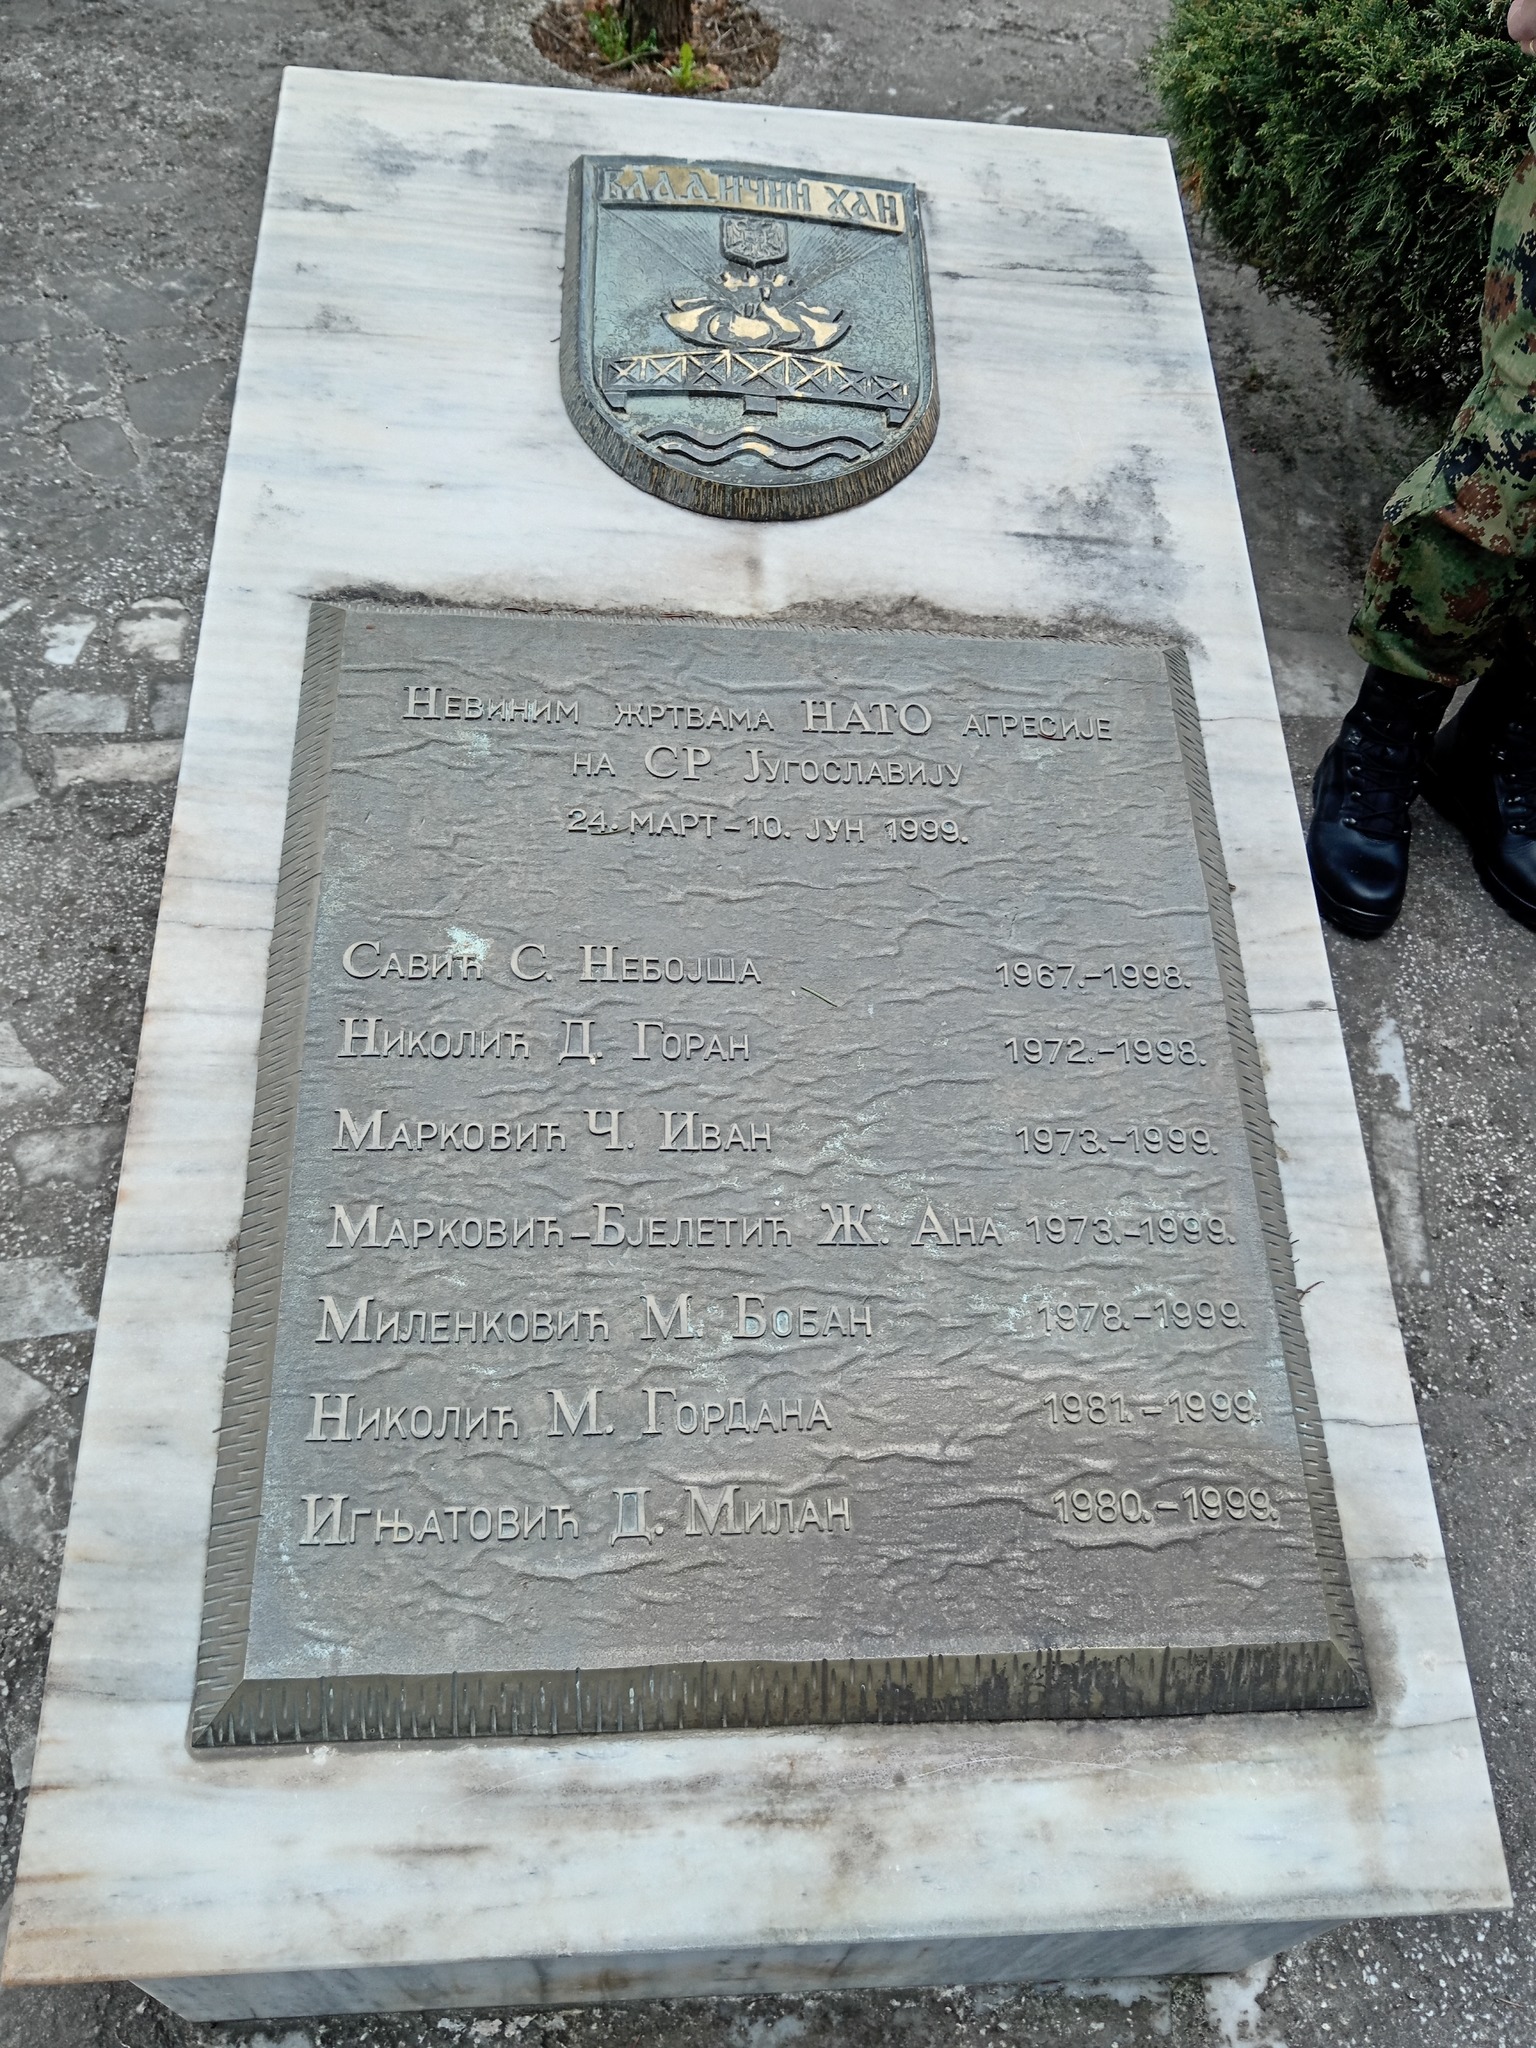 ВЛАДИЧИН ХАН
НЕВИНИМ ЖРТВАМА НАТО АГРЕСИЈЕ
НА СР ЈУГОСЛАВИЈУ
24. МАРТ-10. ЈУН 1999.
САВИЋ С. НЕБОЈША 1967.-1998.
НИКОЛИЋ Д. ГОРАН 1972.-1998.
МАРКОВИЋ Ч. ИВАН 1973.-1999.
МАРКОВИЋ-БЈЕЛЕТИЋ Ж. АНА 1973.-1999.
МИЛЕНКОВИЋ М. БОБАН 1978.-1999.
НИКОЛИЋ М. ГОРДАНА 1981.-1999.
ИГЊАТОВИЋ Д. МИЛАН 1980.-1999.